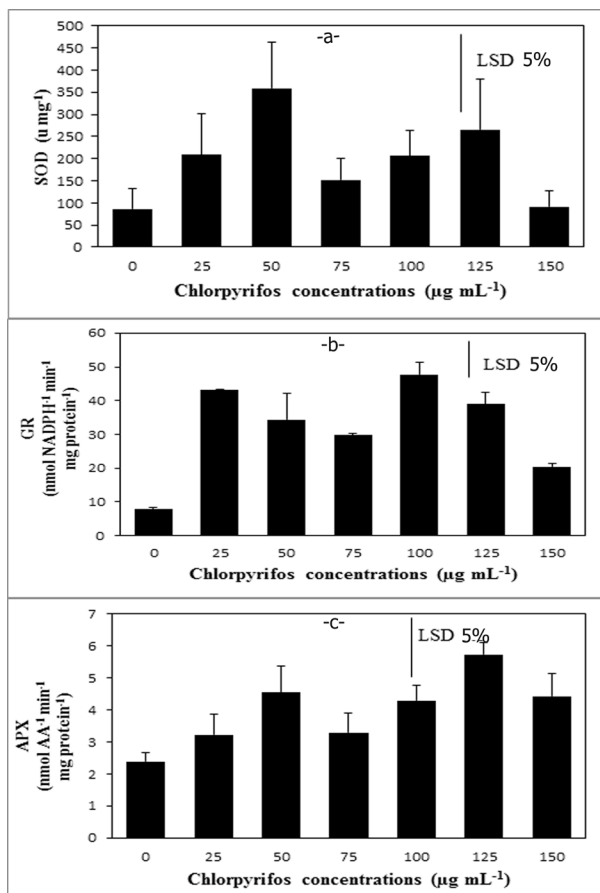 -a-
LSD 5%
500
450
400
350
300
250
200
150
100
50
0
SOD (u mg⁻¹)
0 25 50 75 100 125 150
Chlorpyrifos concentrations (µg mL⁻¹)
-b-
LSD 5%
60
50
40
30
20
10
0
GR
(nmol NADPH⁻¹ min⁻¹
mg protein⁻¹)
0 25 50 75 100 125 150
Chlorpyrifos concentrations (µg mL⁻¹)
-c-
LSD 5%
7
6
5
4
3
2
1
0
APX
(nmol AA⁻¹ min⁻¹
mg protein⁻¹)
0 25 50 75 100 125 150
Chlorpyrifos concentrations (µg mL⁻¹)